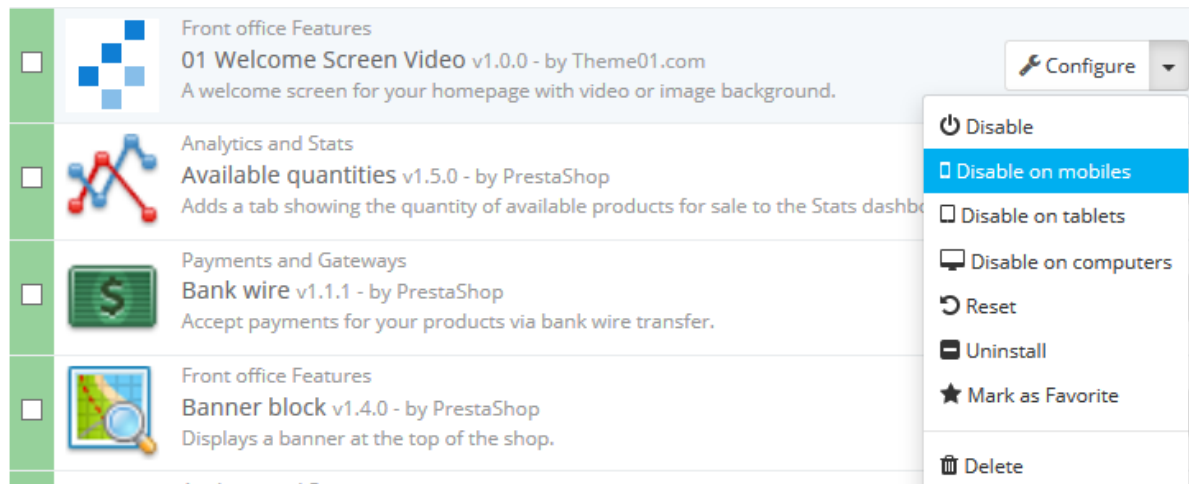 Front office Features
01 Welcome Screen Video v1.0.0 - by Theme01.com
A welcome screen for your homepage with video or image background.
Configure
Disable
Disable on mobiles
Disable on tablets
Disable on computers
Reset
Uninstall
Mark as Favorite
Delete
Analytics and Stats
Available quantities v1.5.0 - by PrestaShop
Adds a tab showing the quantity of available products for sale to the Stats
Payments and Gateways
Bank wire v1.1.1 - by PrestaShop
Accept payments for your products via bank wire transfer.
Front office Features
Banner block v1.4.0 - by PrestaShop
Displays a banner at the top of the shop.